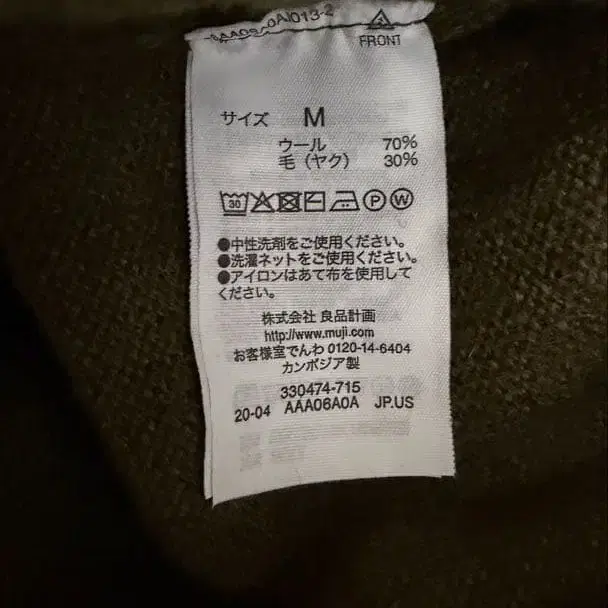 FRONT
サイズ M
ウール 70%
毛（ヤク） 30%
30
P W
●中性洗剤をご使用ください。
●洗濯ネットをご使用ください。
●アイロンはあて布を使用して
ください。
株式会社 良品計画
http://www.muji.com
お客様室でんわ 0120-14-6404
カンボジア製
330474-715
20-04 AAA06A0A JP.US